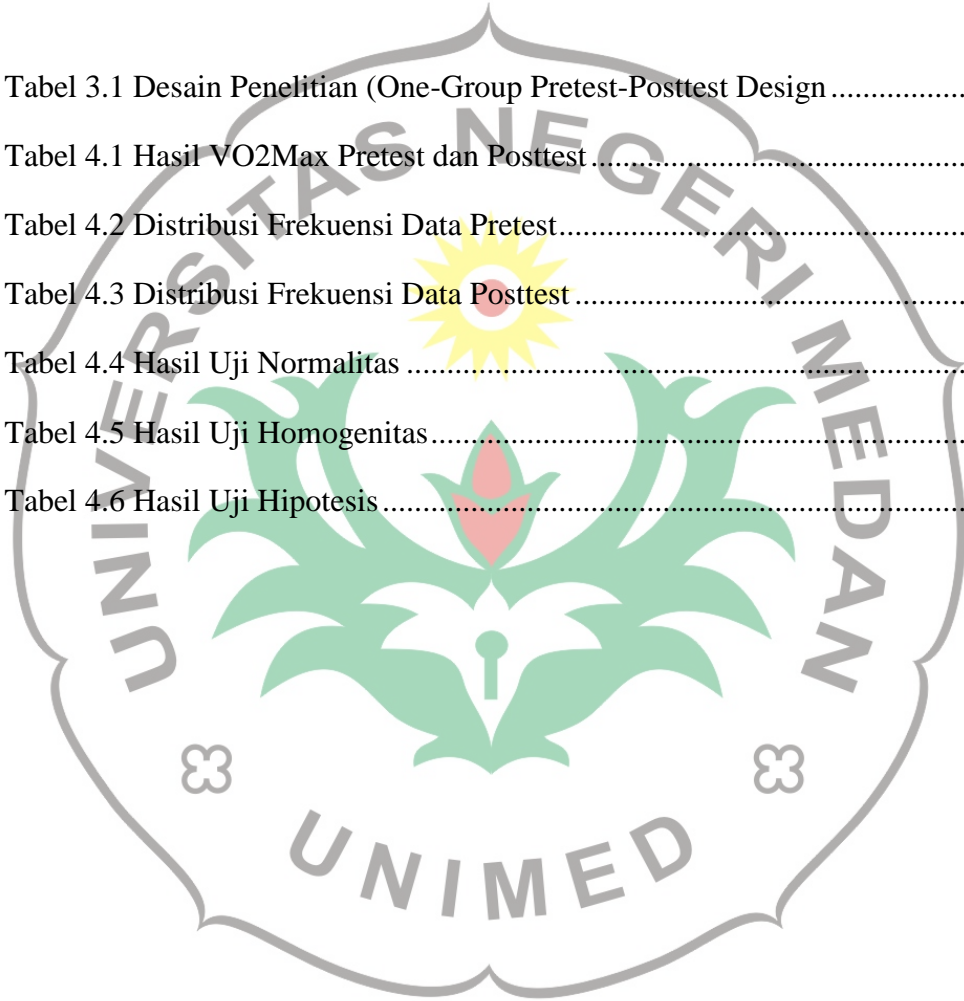 Tabel 3.1 Desain Penelitian (One-Group Pretest-Posttest Design..................
Tabel 4.1 Hasil VO2Max Pretest dan Posttest..................................................
Tabel 4.2 Distribusi Frekuensi Data Pretest......................................................
Tabel 4.3 Distribusi Frekuensi Data Posttest....................................................
Tabel 4.4 Hasil Uji Normalitas..........................................................................
Tabel 4.5 Hasil Uji Homogenitas.......................................................................
Tabel 4.6 Hasil Uji Hipotesis.............................................................................
UNIVERSITAS NEGERI MEDAN
UNIMED